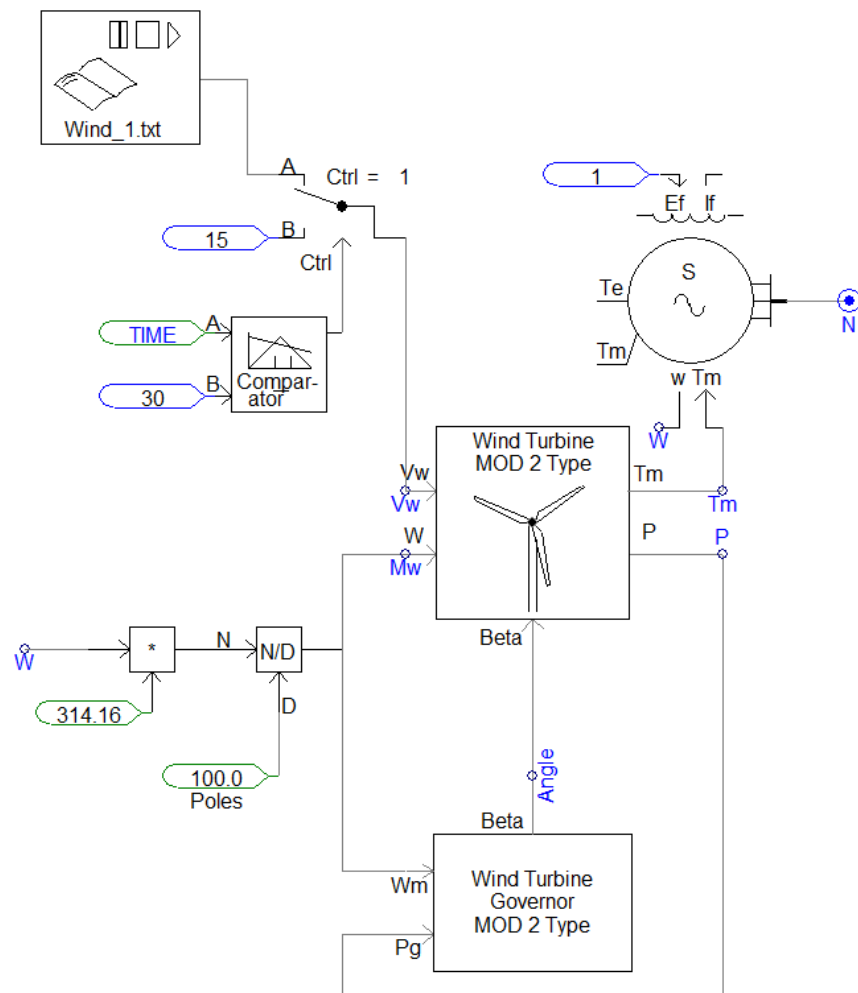 Wind_1.txt
A
Ctrl = 1
B
15
Ctrl
1
Ef
If
S
Te
Tm
N
w Tm
W
TIME
A
30
B
Compar-
ator
Wind Turbine
MOD 2 Type
Vw
Vw
Tm
Tm
W
Mw
P
P
Beta
W
*
N
N/D
314.16
D
100.0
Poles
Angle
Beta
Wm
Pg
Wind Turbine
Governor
MOD 2 Type